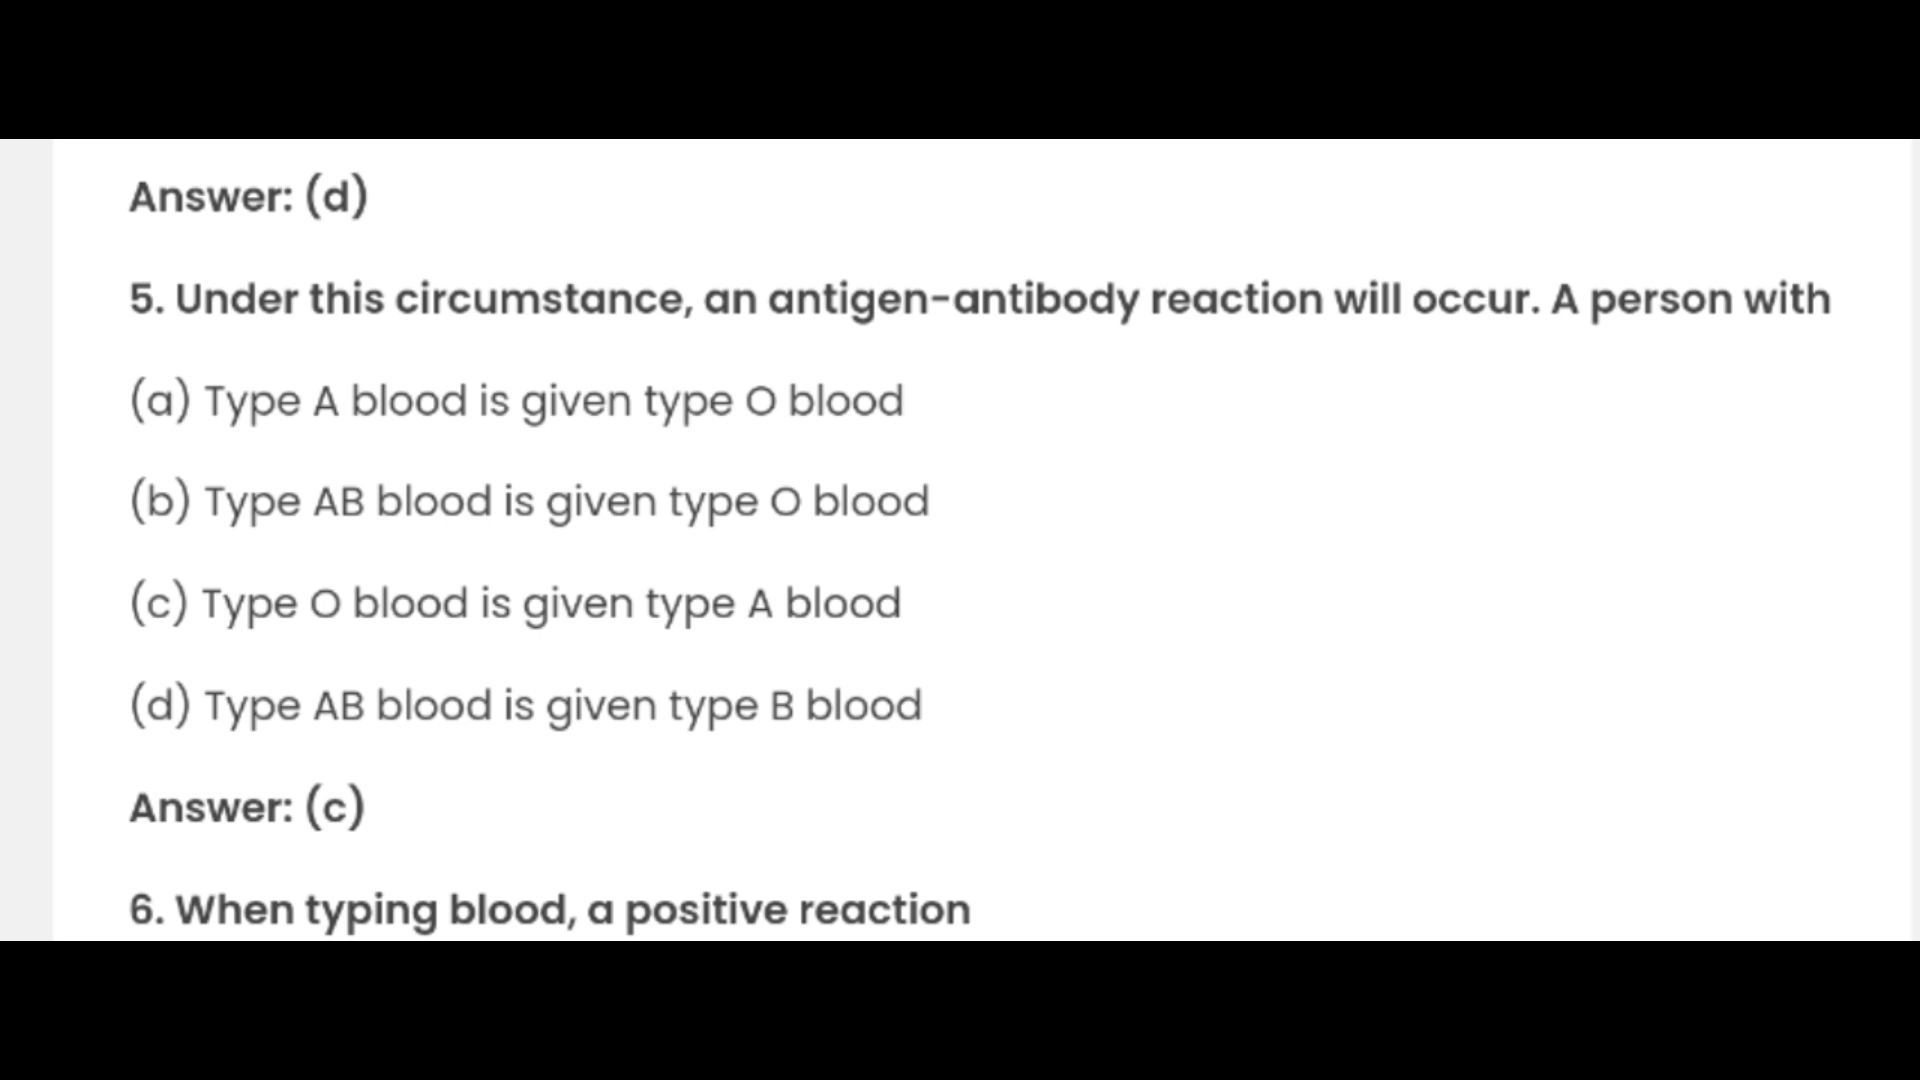 Answer: (d)
5. Under this circumstance, an antigen-antibody reaction will occur. A person with
(a) Type A blood is given type O blood
(b) Type AB blood is given type O blood
(c) Type O blood is given type A blood
(d) Type AB blood is given type B blood
Answer: (c)
6. When typing blood, a positive reaction